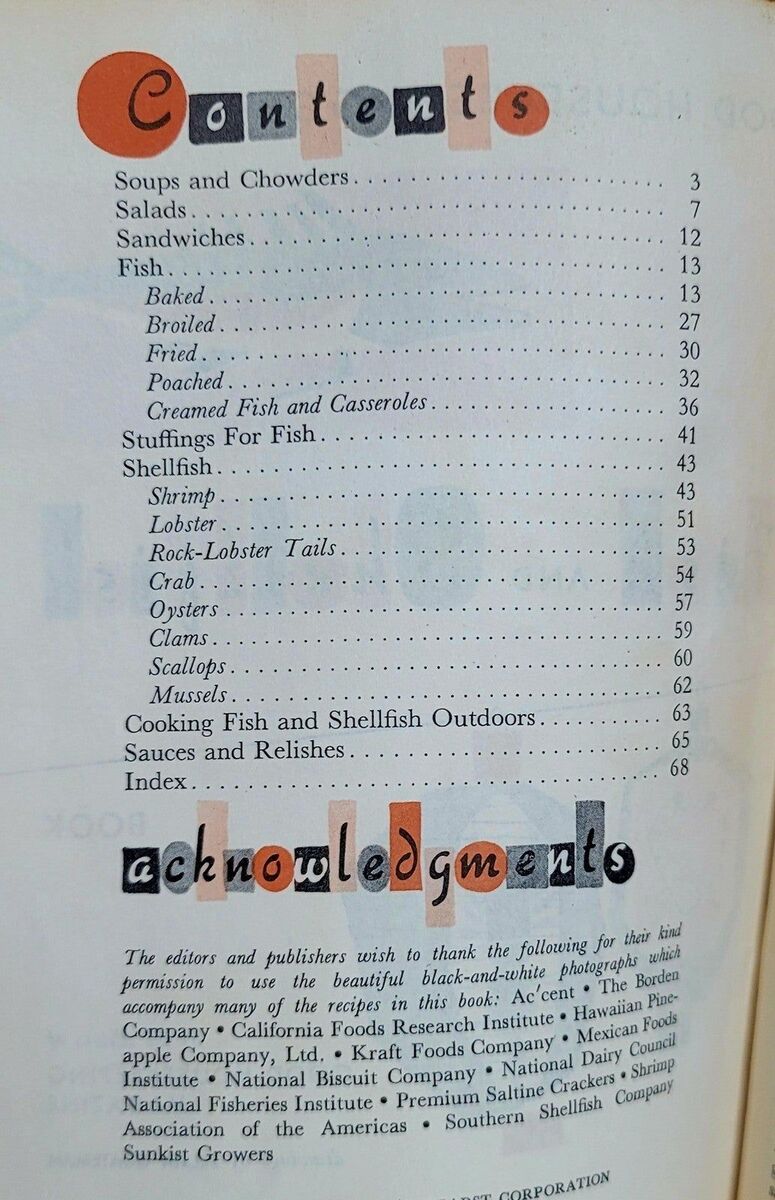 Contents
Soups and Chowders........................ 3
Salads........................ 7
Sandwiches........................ 12
Fish........................ 13
Baked........................ 13
Broiled........................ 27
Fried........................ 30
Poached........................ 32
Creamed Fish and Casseroles........................ 36
Stuffings For Fish........................ 41
Shellfish........................ 43
Shrimp........................ 43
Lobster........................ 51
Rock-Lobster Tails........................ 53
Crab........................ 54
Oysters........................ 57
Clams........................ 59
Scallops........................ 60
Mussels........................ 62
Cooking Fish and Shellfish Outdoors.......... 63
Sauces and Relishes........................ 65
Index........................ 68
acknowledgments
The editors and publishers wish to thank the following for their kind
permission to use the beautiful black-and-white photographs which
accompany many of the recipes in this book: Ac'cent • The Borden
Company • California Foods Research Institute • Hawaiian Pine-
apple Company, Ltd. • Kraft Foods Company • Mexican Foods
Institute • National Biscuit Company • National Dairy Council
National Fisheries Institute • Premium Saltine Crackers • Shrimp
Association of the Americas • Southern Shellfish Company
Sunkist Growers
CORPORATION